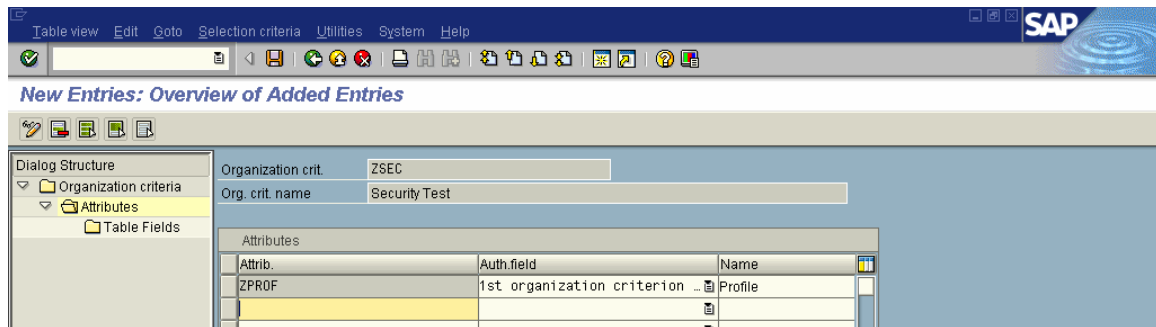 Table view Edit Goto Selection criteria Utilities System Help
SAP
New Entries: Overview of Added Entries
Dialog Structure
Organization criteria
Attributes
Table Fields
Organization crit. ZSEC
Org. crit. name Security Test
Attributes
Attrib. Auth.field Name
ZPROF 1st organization criterion … Profile